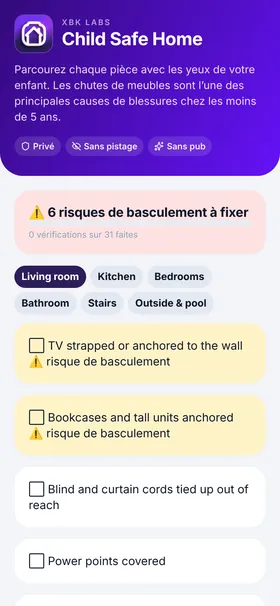 XBK LABS
Child Safe Home
Parcourez chaque pièce avec les yeux de votre
enfant. Les chutes de meubles sont l'une des
principales causes de blessures chez les moins
de 5 ans.
Privé
Sans pistage
Sans pub
⚠️ 6 risques de basculement à fixer
0 vérifications sur 31 faites
Living room
Kitchen
Bedrooms
Bathroom
Stairs
Outside & pool
TV strapped or anchored to the wall
⚠️ risque de basculement
Bookcases and tall units anchored
⚠️ risque de basculement
Blind and curtain cords tied up out of
reach
Power points covered